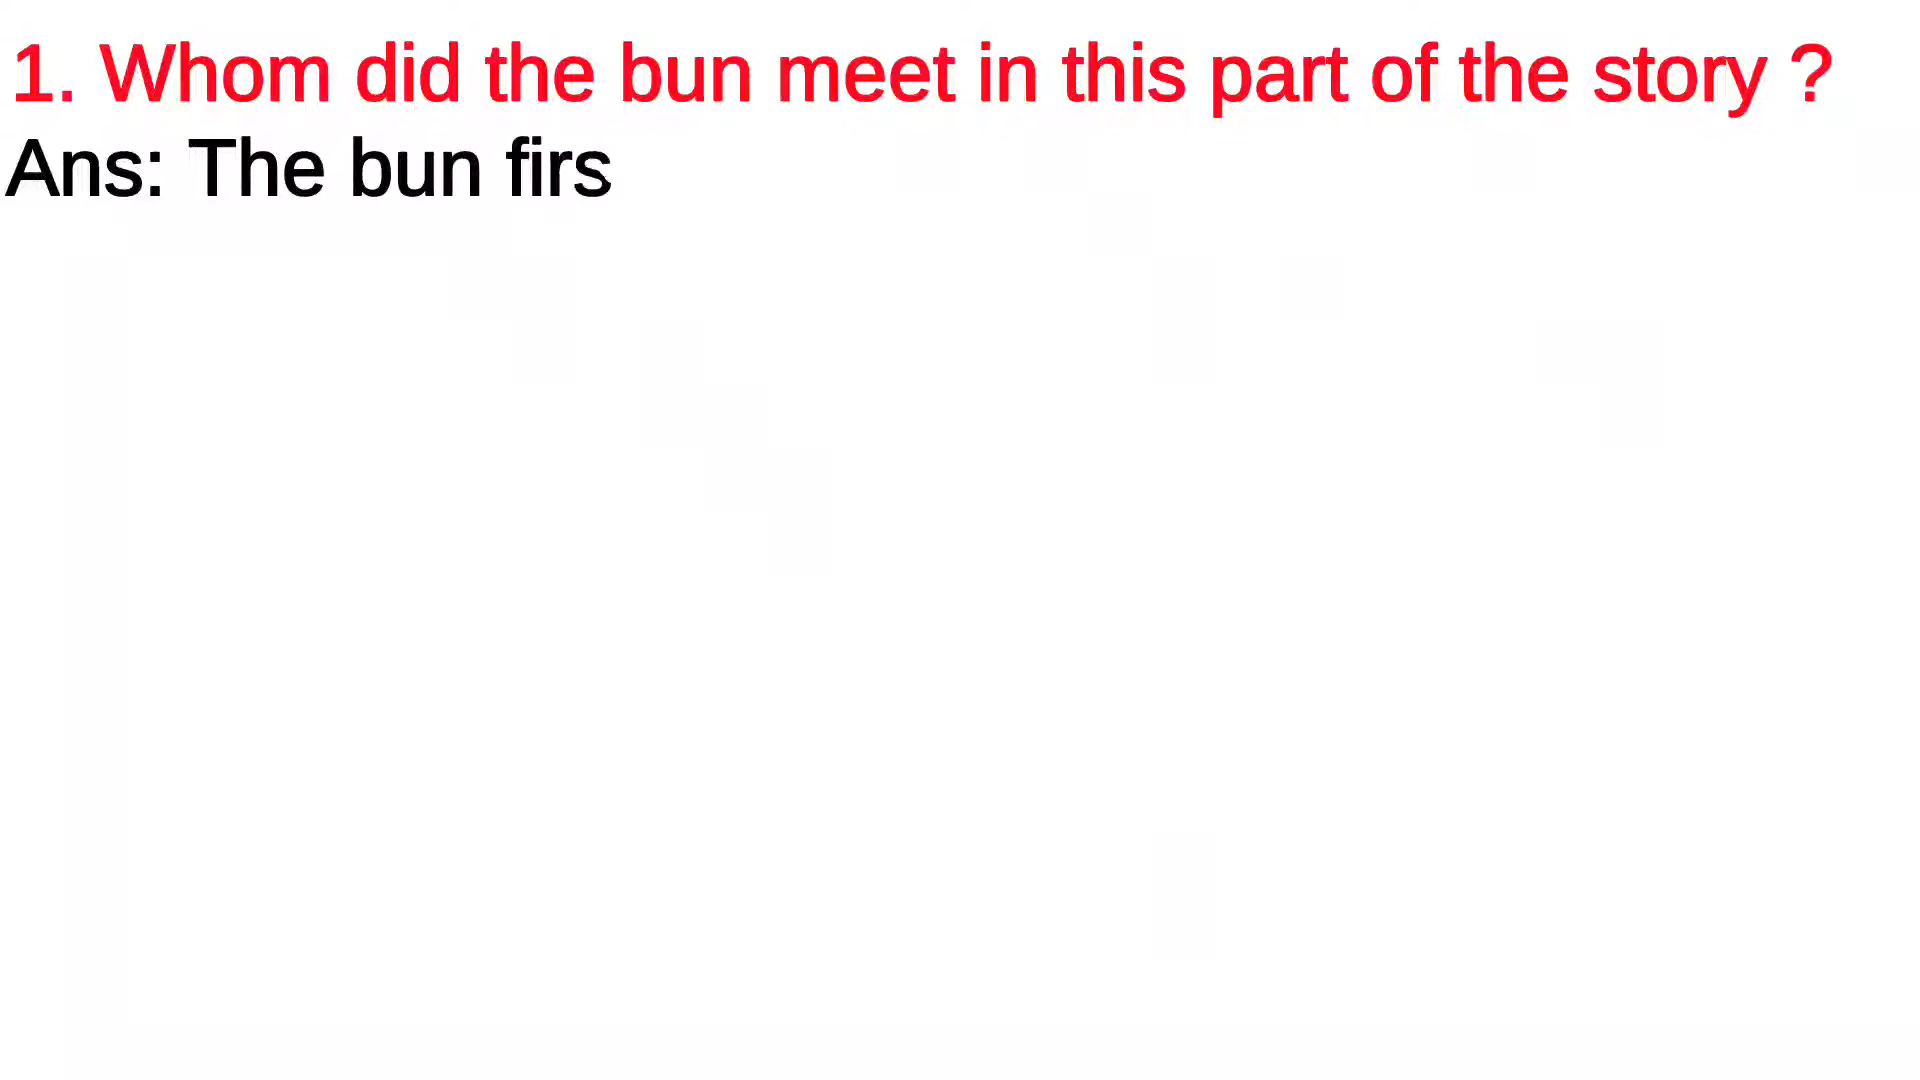 1. Whom did the bun meet in this part of the story ?
Ans: The bun firs